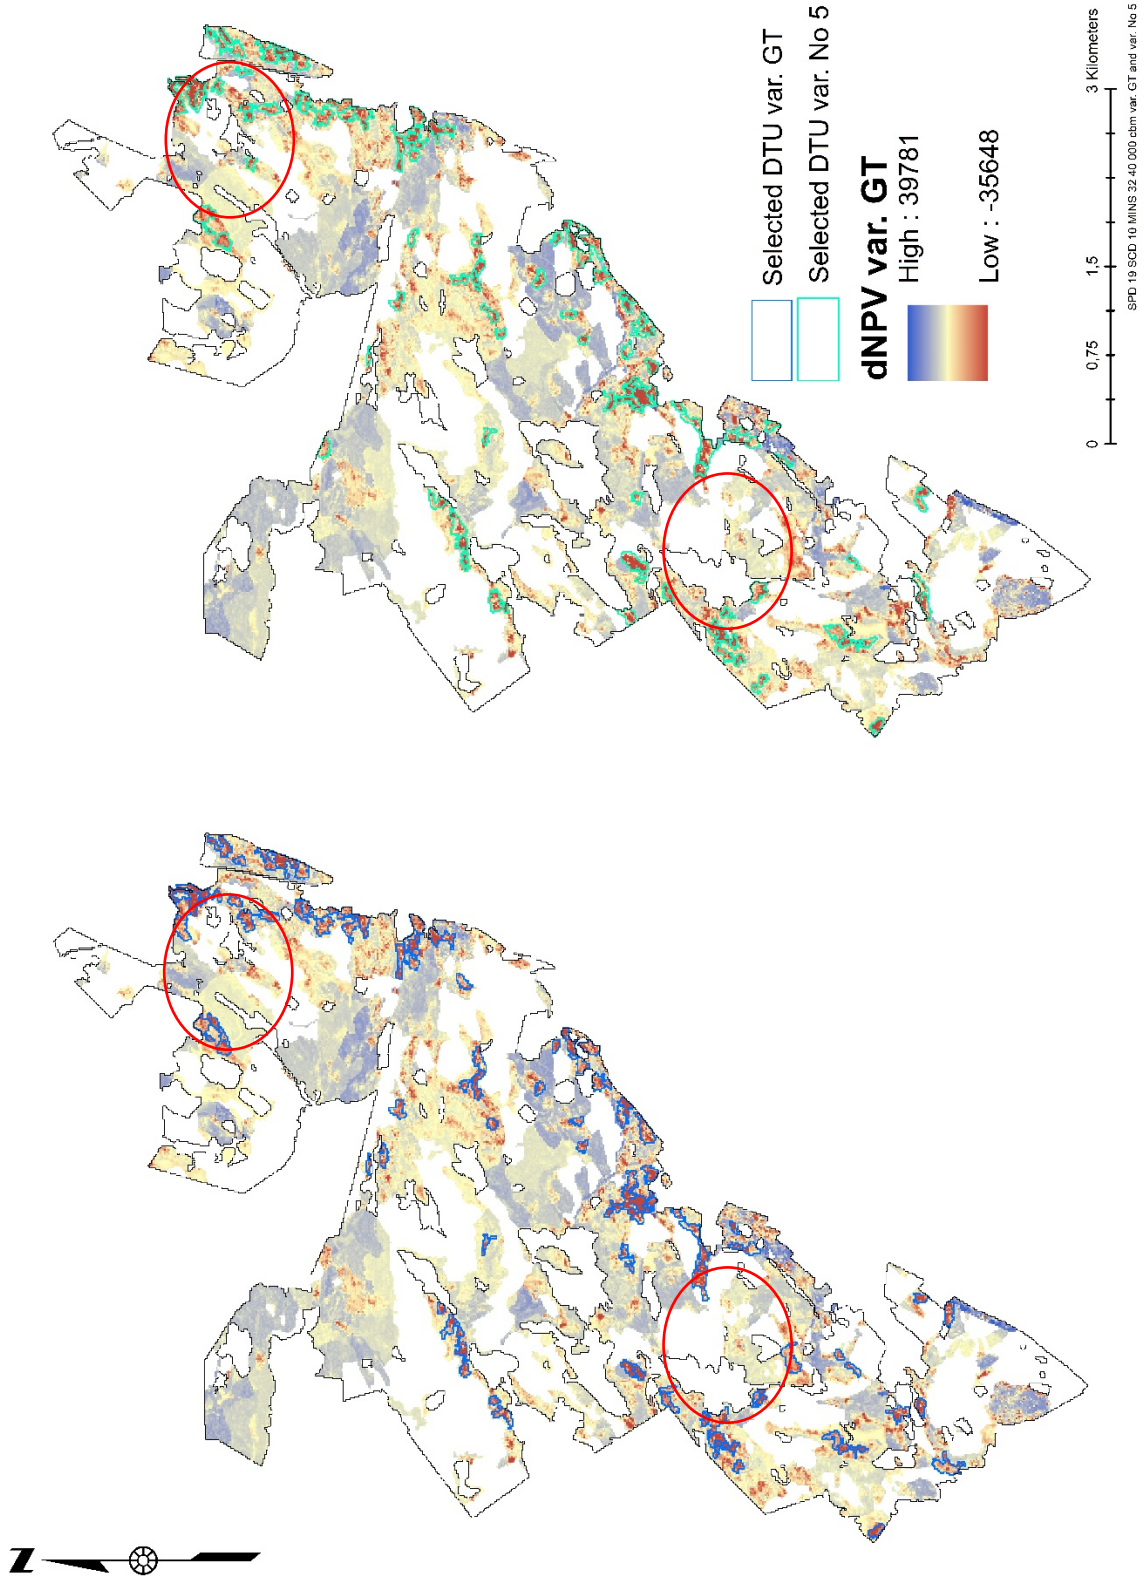 Selected DTU var. GT
Selected DTU var. No 5
dNPV var. GT
High : 39781
Low : -35648
0 0,75 1,5 3 Kilometers
SPD 19 SCD 10 MINS 32 40 000 cbm var. GT and var. No 5
N